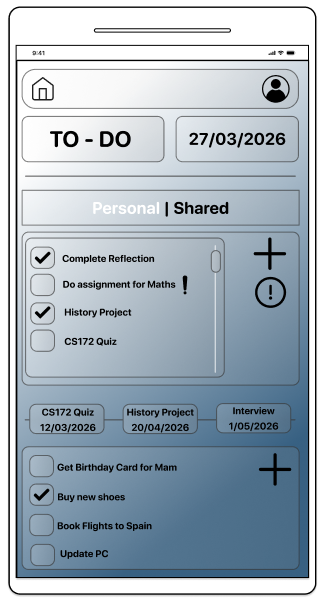 9:41
TO - DO
27/03/2026
Personal | Shared
Complete Reflection
Do assignment for Maths !
History Project
CS172 Quiz
CS172 Quiz
12/03/2026
History Project
20/04/2026
Interview
1/05/2026
Get Birthday Card for Mam
Buy new shoes
Book Flights to Spain
Update PC